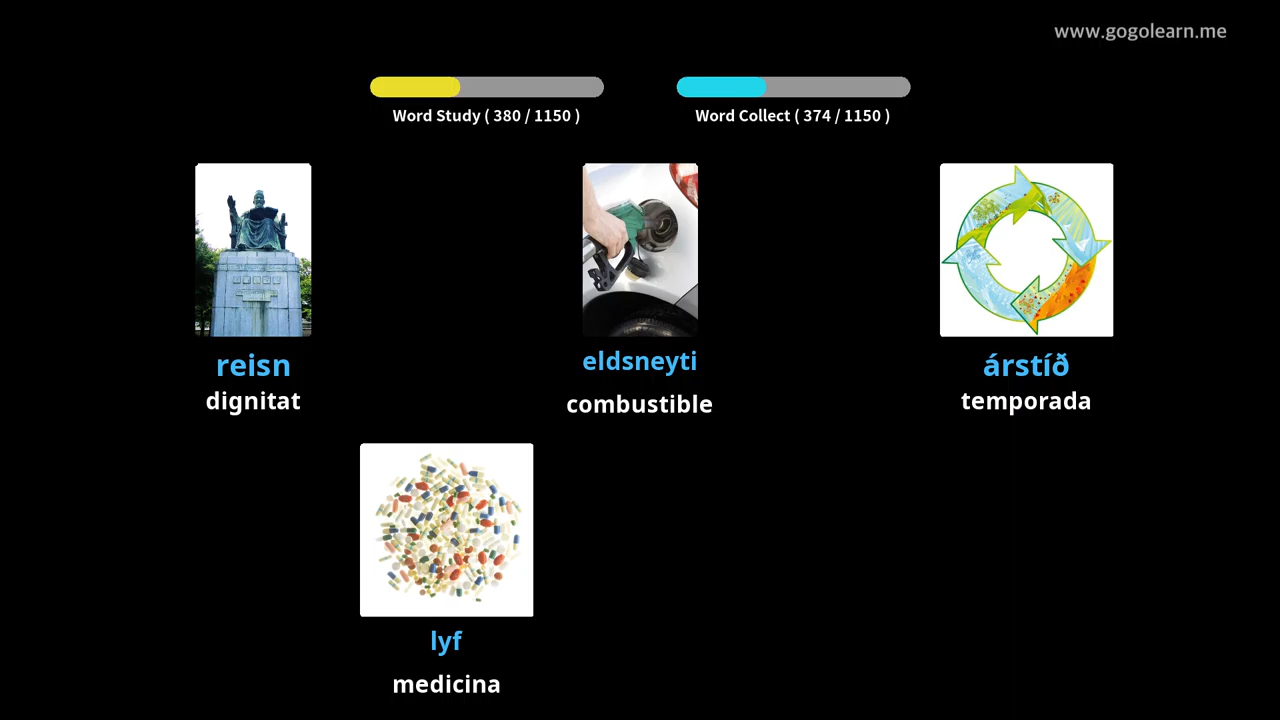 www.gogolearn.me
Word Study ( 380 / 1150 )
Word Collect ( 374 / 1150 )
reisn
eldsneyti
árstíð
dignitat
combustible
temporada
lyf
medicina